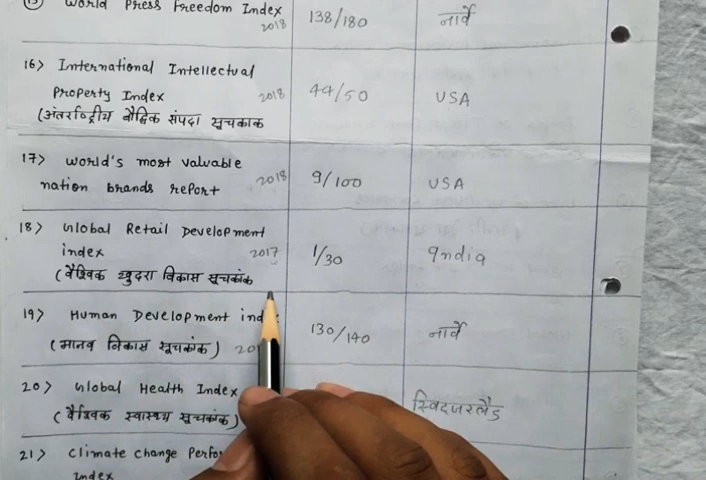 15) World Press Freedom Index 2018 138/180 नार्वे
16) International Intellectual
Property Index 2018 44/50 USA
(अंतर्राष्ट्रीय बौद्धिक संपदा सूचकाक
17) World's most valuable
nation brands report 2018 9/100 USA
18) Global Retail Development
index 2017 1/30 India
(वैश्विक खुदरा विकास सूचकांक
19) Human Development ind
(मानव विकास सूचकांक) 20 130/140 नार्वे
20) Global Health Index
(वैश्विक स्वास्थ्य सूचकांक) स्विटजरलैंड
21) Climate change Perfo
Index